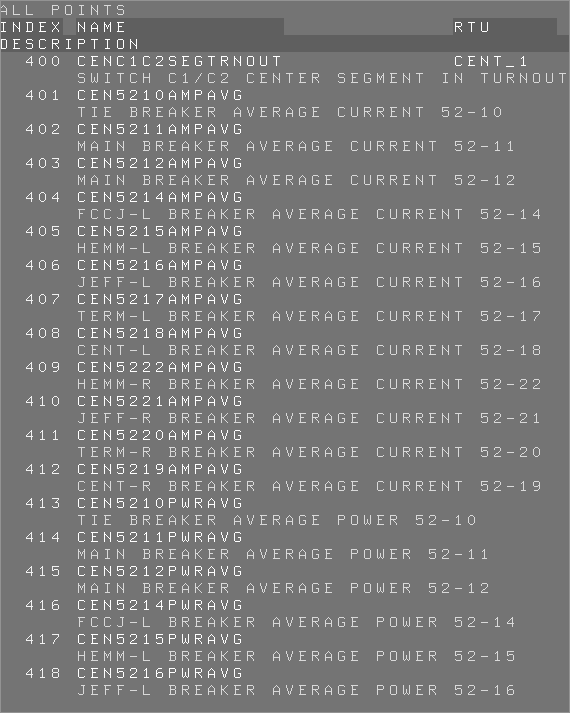 ALL POINTS
INDEX NAME RTU
DESCRIPTION
400 CENC1C2SEGTRNOUT CENT_1
SWITCH C1/C2 CENTER SEGMENT IN TURNOUT
401 CEN5210AMPAVG
TIE BREAKER AVERAGE CURRENT 52-10
402 CEN5211AMPAVG
MAIN BREAKER AVERAGE CURRENT 52-11
403 CEN5212AMPAVG
MAIN BREAKER AVERAGE CURRENT 52-12
404 CEN5214AMPAVG
FCCJ-L BREAKER AVERAGE CURRENT 52-14
405 CEN5215AMPAVG
HEMM-L BREAKER AVERAGE CURRENT 52-15
406 CEN5216AMPAVG
JEFF-L BREAKER AVERAGE CURRENT 52-16
407 CEN5217AMPAVG
TERM-L BREAKER AVERAGE CURRENT 52-17
408 CEN5218AMPAVG
CENT-L BREAKER AVERAGE CURRENT 52-18
409 CEN5222AMPAVG
HEMM-R BREAKER AVERAGE CURRENT 52-22
410 CEN5221AMPAVG
JEFF-R BREAKER AVERAGE CURRENT 52-21
411 CEN5220AMPAVG
TERM-R BREAKER AVERAGE CURRENT 52-20
412 CEN5219AMPAVG
CENT-R BREAKER AVERAGE CURRENT 52-19
413 CEN5210PWRAVG
TIE BREAKER AVERAGE POWER 52-10
414 CEN5211PWRAVG
MAIN BREAKER AVERAGE POWER 52-11
415 CEN5212PWRAVG
MAIN BREAKER AVERAGE POWER 52-12
416 CEN5214PWRAVG
FCCJ-L BREAKER AVERAGE POWER 52-14
417 CEN5215PWRAVG
HEMM-L BREAKER AVERAGE POWER 52-15
418 CEN5216PWRAVG
JEFF-L BREAKER AVERAGE POWER 52-16